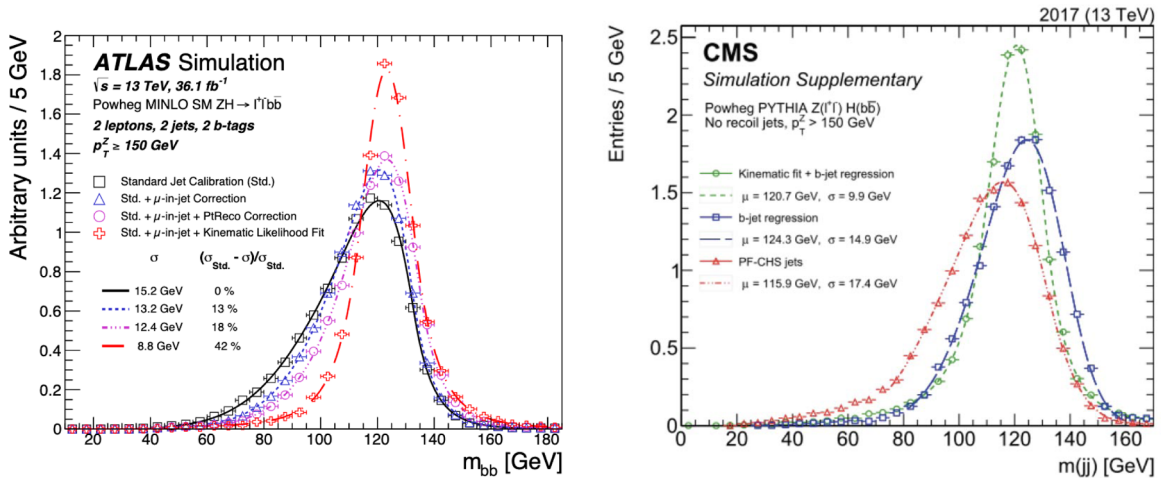 ATLAS Simulation
√s = 13 TeV, 36.1 fb⁻¹
Powheg MINLO SM ZH → l⁺l⁻bb̄
2 leptons, 2 jets, 2 b-tags
p_T^Z ≥ 150 GeV
Standard Jet Calibration (Std.)
Std. + μ-in-jet Correction
Std. + μ-in-jet + PtReco Correction
Std. + μ-in-jet + Kinematic Likelihood Fit
σ (σ_Std. - σ)/σ_Std.
15.2 GeV 0 %
13.2 GeV 13 %
12.4 GeV 18 %
8.8 GeV 42 %
Arbitrary units / 5 GeV
2
1.8
1.6
1.4
1.2
1
0.8
0.6
0.4
0.2
0
20 40 60 80 100 120 140 160 180
m_bb [GeV]
2017 (13 TeV)
CMS
Simulation Supplementary
Powheg PYTHIA Z(l⁺l⁻) H(bb̄)
No recoil jets, p_T^Z > 150 GeV
Kinematic fit + b-jet regression
μ = 120.7 GeV, σ = 9.9 GeV
b-jet regression
μ = 124.3 GeV, σ = 14.9 GeV
PF-CHS jets
μ = 115.9 GeV, σ = 17.4 GeV
Entries / 5 GeV
2.5
2
1.5
1
0.5
0
0 20 40 60 80 100 120 140 160
m(jj) [GeV]